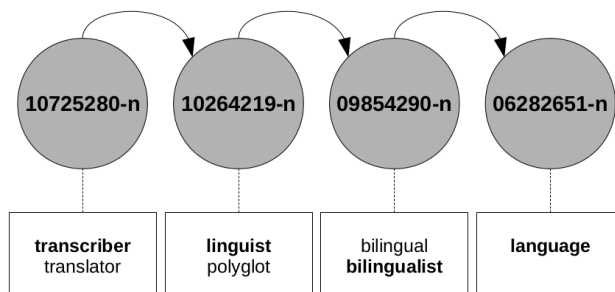 10725280-n
10264219-n
09854290-n
06282651-n
transcriber
translator
linguist
polyglot
bilingual
bilingualist
language